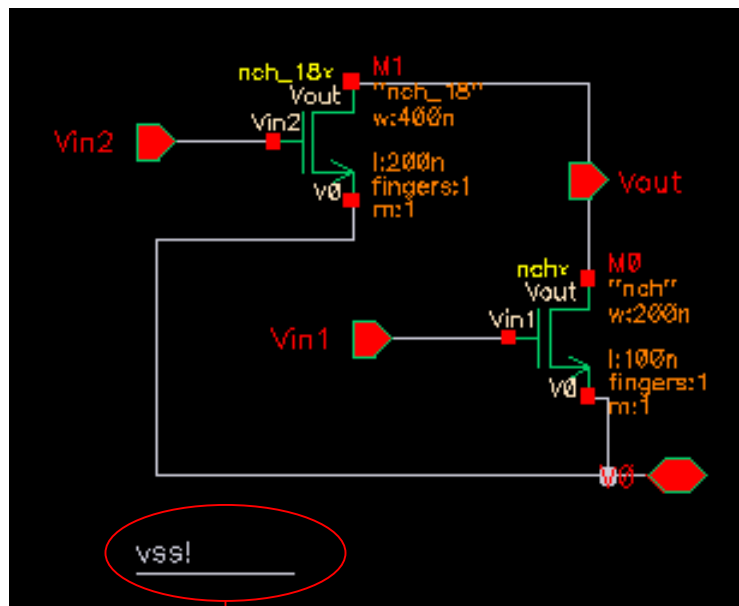 nch_18x
M1
Vout
"nch_18"
w:400n
Vin2
Vin2
l:200n
fingers:1
m:1
V0
Vout
nchx
M0
Vout
"nch"
w:200n
Vin1
Vin1
l:100n
fingers:1
m:1
V0
V0
vss!